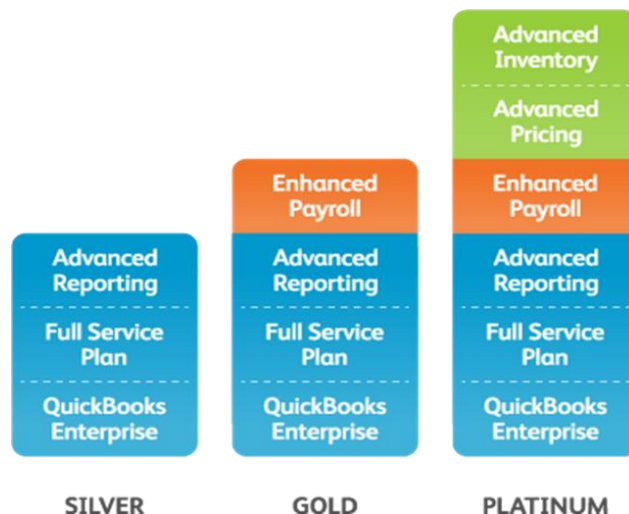 Advanced
Reporting
Full Service
Plan
QuickBooks
Enterprise
SILVER
Enhanced
Payroll
Advanced
Reporting
Full Service
Plan
QuickBooks
Enterprise
GOLD
Advanced
Inventory
Advanced
Pricing
Enhanced
Payroll
Advanced
Reporting
Full Service
Plan
QuickBooks
Enterprise
PLATINUM